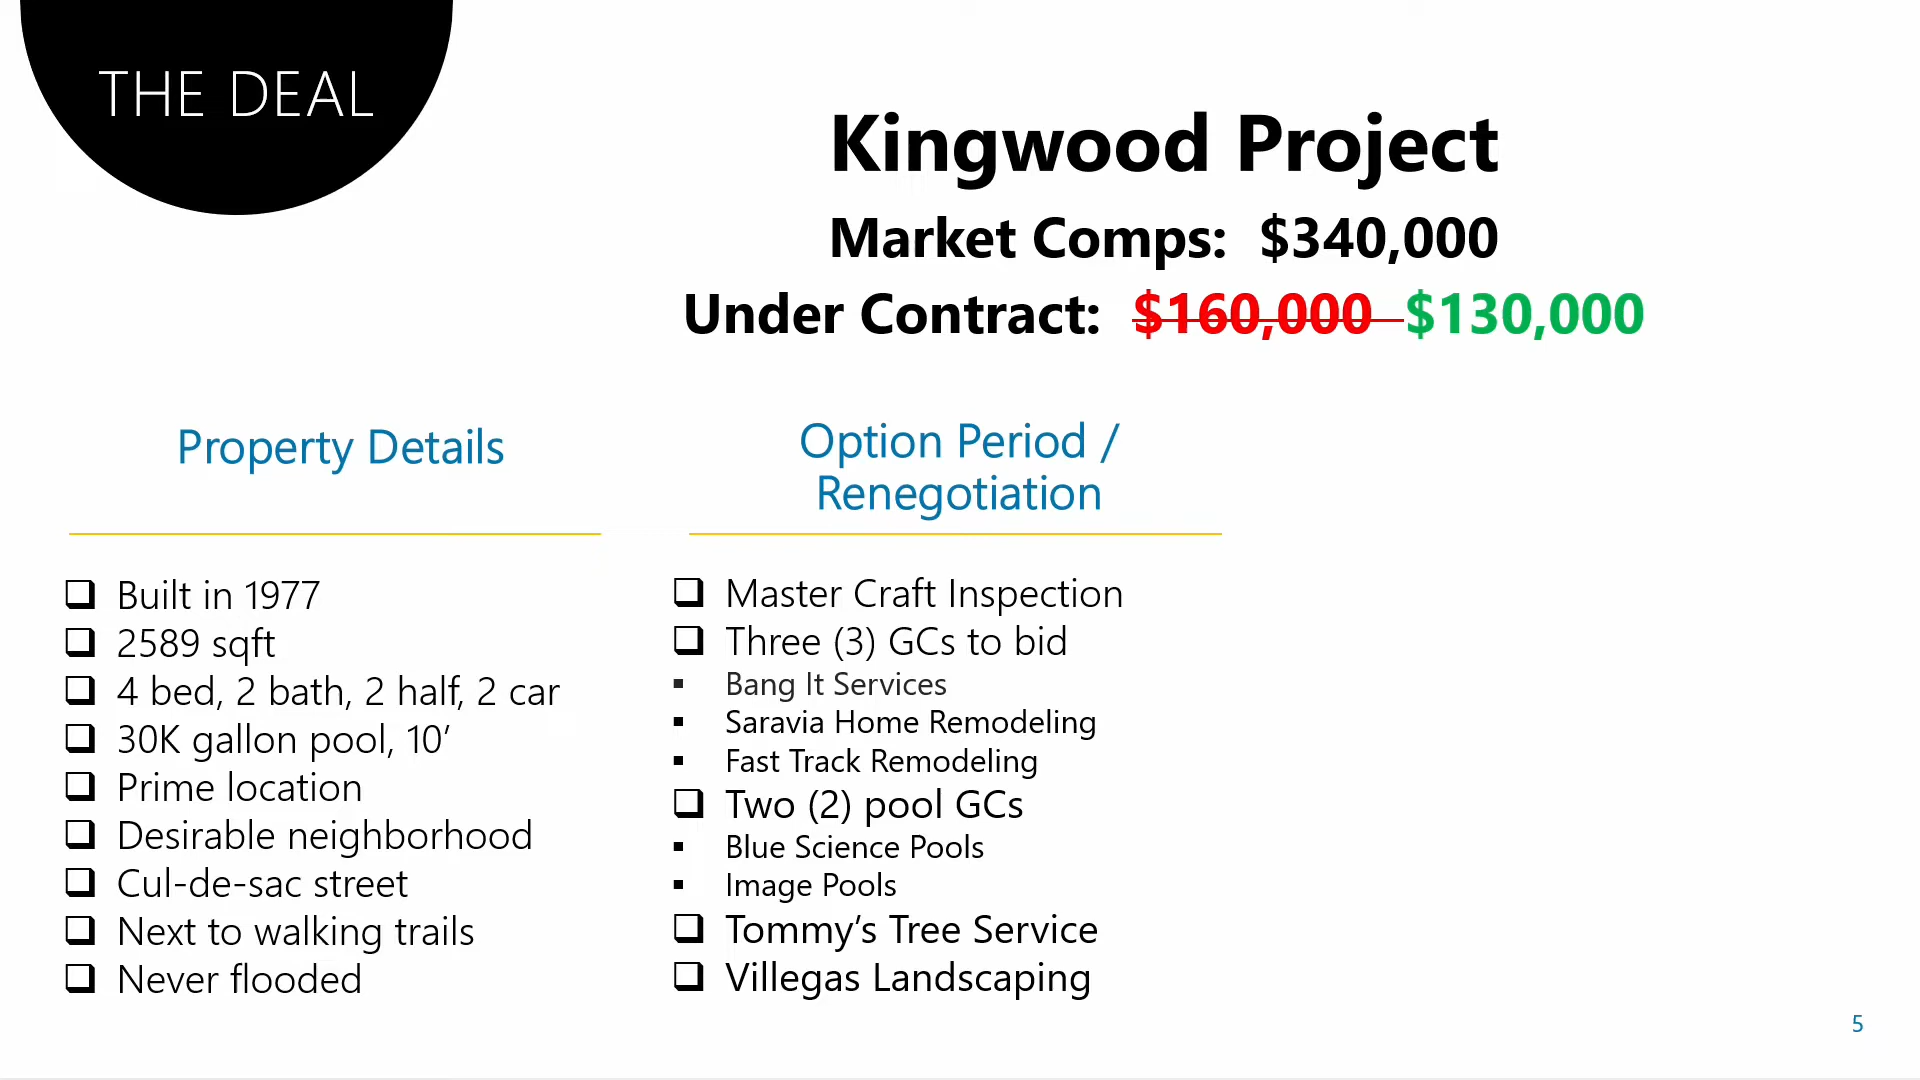 THE DEAL
Kingwood Project
Market Comps: $340,000
Under Contract: $160,000 $130,000
Property Details
❑ Built in 1977
❑ 2589 sqft
❑ 4 bed, 2 bath, 2 half, 2 car
❑ 30K gallon pool, 10’
❑ Prime location
❑ Desirable neighborhood
❑ Cul-de-sac street
❑ Next to walking trails
❑ Never flooded
Option Period /
Renegotiation
❑ Master Craft Inspection
❑ Three (3) GCs to bid
▪ Bang It Services
▪ Saravia Home Remodeling
▪ Fast Track Remodeling
❑ Two (2) pool GCs
▪ Blue Science Pools
▪ Image Pools
❑ Tommy’s Tree Service
❑ Villegas Landscaping
5